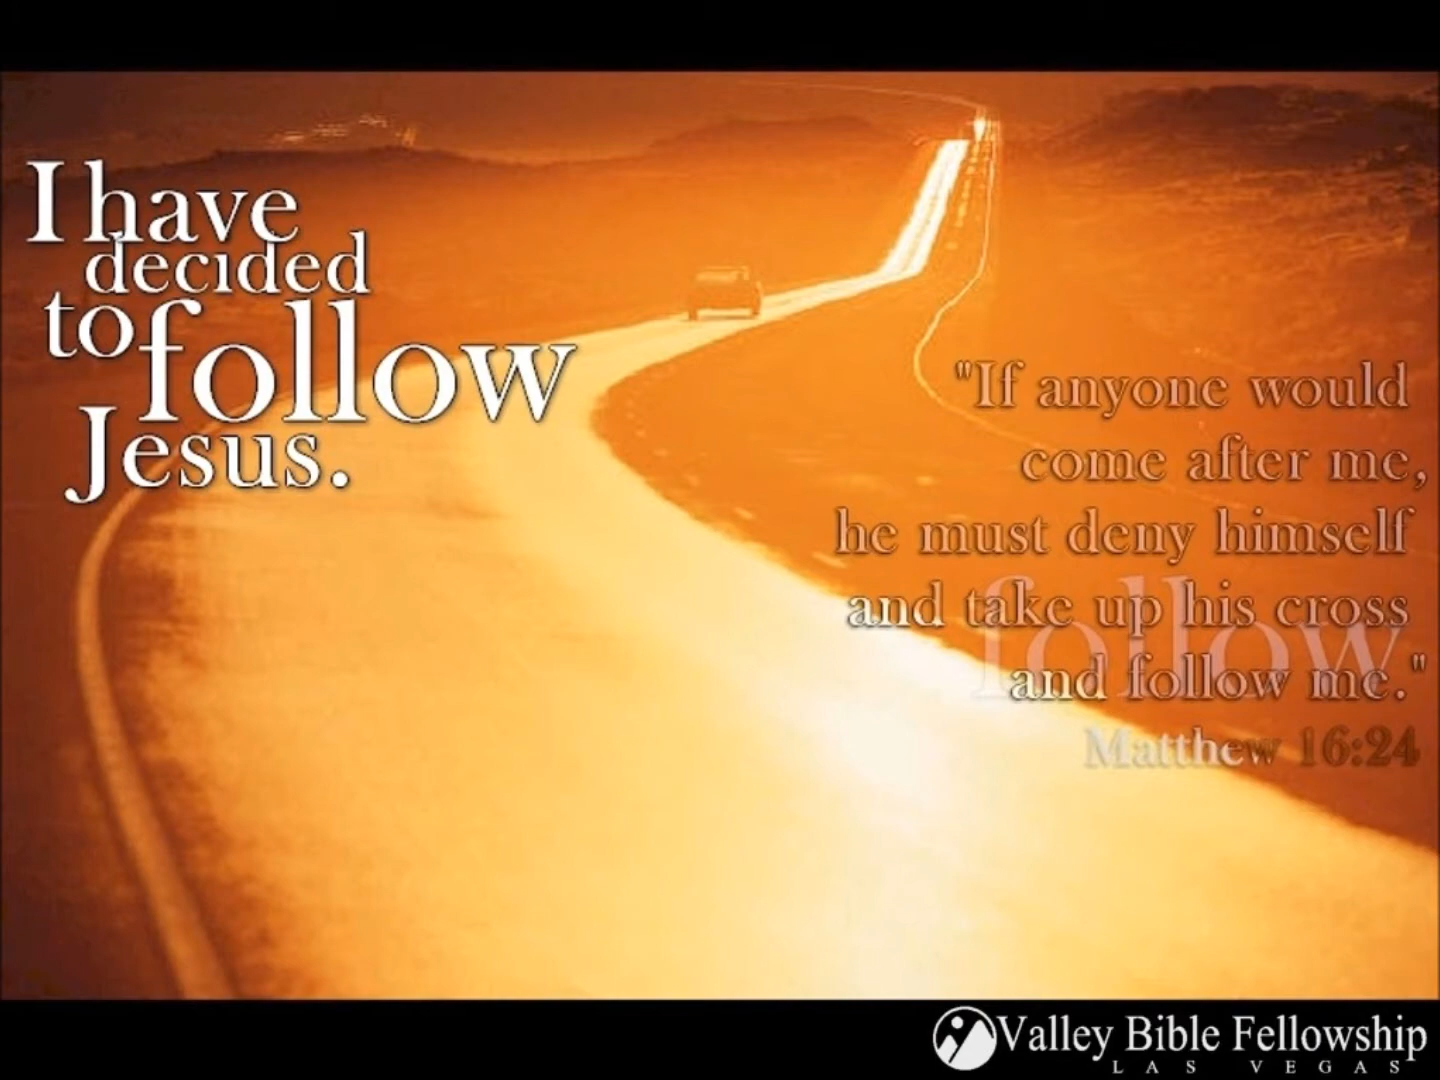 I have
decided
to follow
Jesus.
"If anyone would
come after me,
he must deny himself
and take up his cross
and follow me."
follow
Matthew 16:24
Valley Bible Fellowship
LAS VEGAS